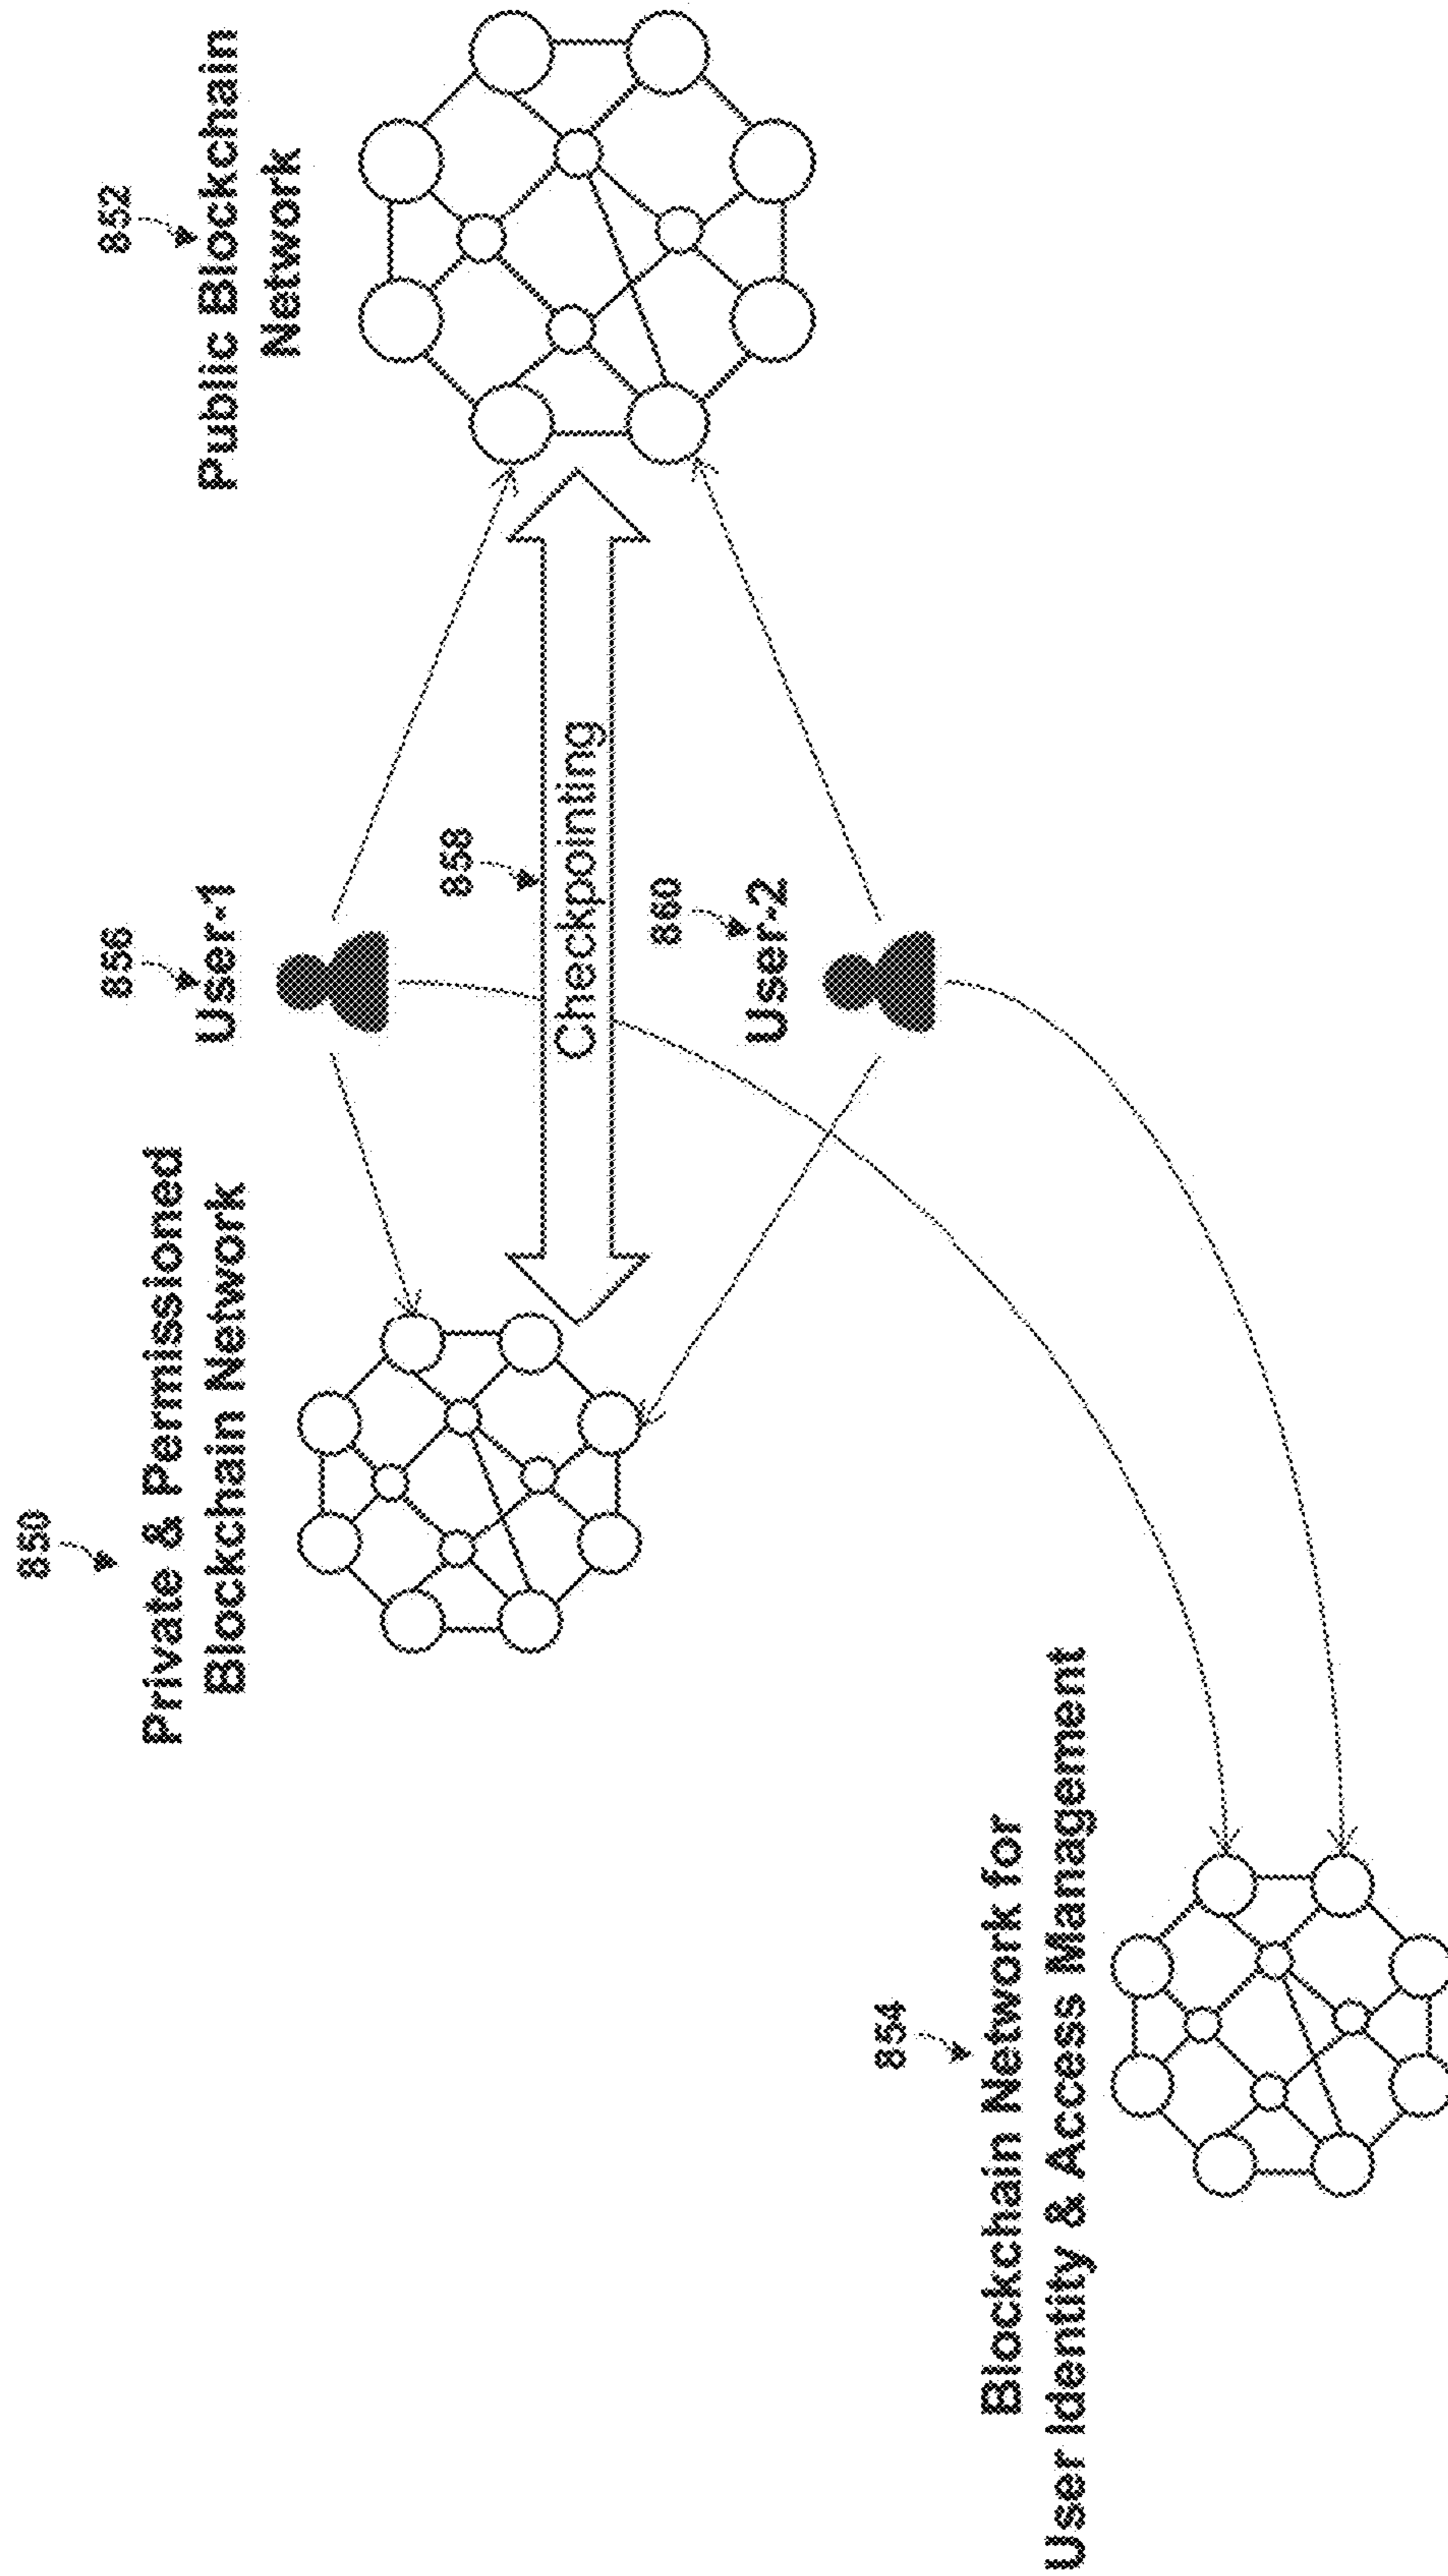 850
Private & Permissioned
Blockchain Network
856
User-1
852
Public Blockchain
Network
858
Checkpointing
860
User-2
854
Blockchain Network for
User Identity & Access Management